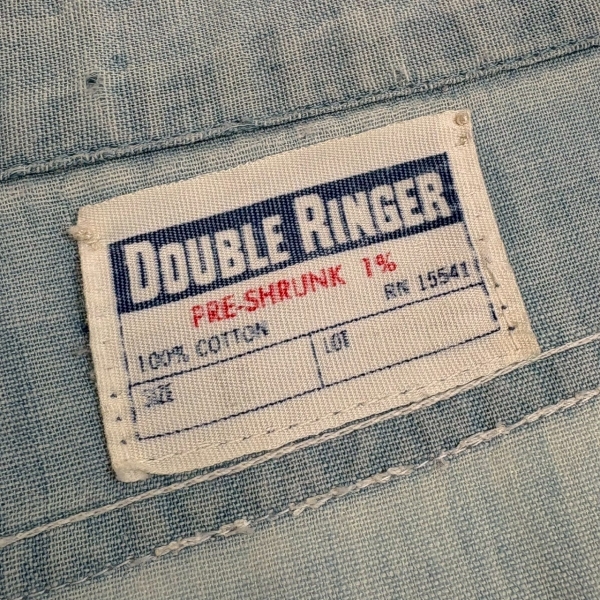 DOUBLE RINGER
PRE-SHRUNK 1%
100% COTTON RN 15541
SIZE LOT